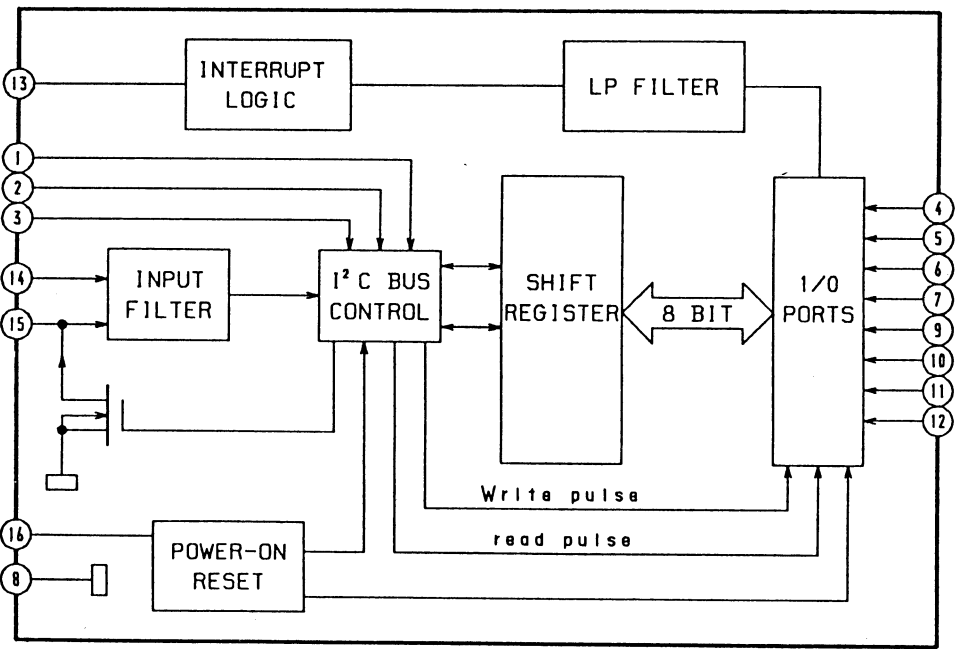 13
INTERRUPT
LOGIC
LP FILTER
1
2
3
4
5
6
7
9
10
11
12
14
15
INPUT
FILTER
I² C BUS
CONTROL
SHIFT
REGISTER
8 BIT
I/O
PORTS
Write pulse
read pulse
16
8
POWER-ON
RESET